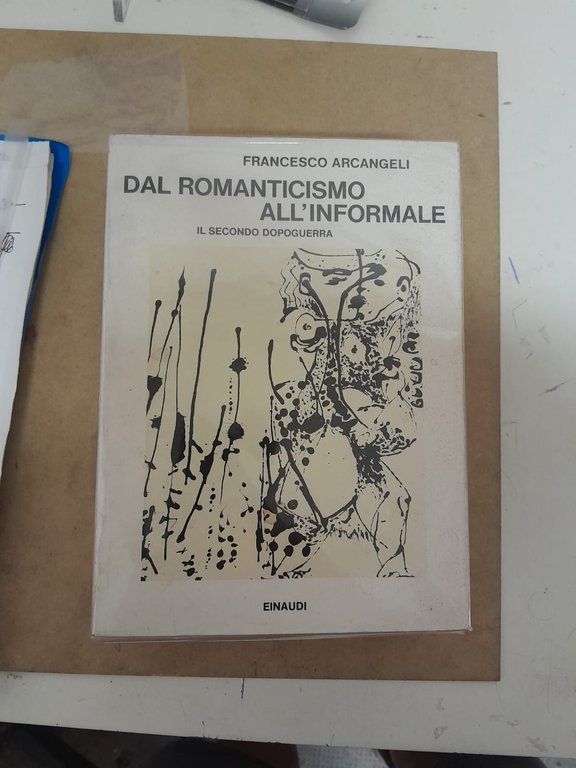 FRANCESCO ARCANGELI
DAL ROMANTICISMO
ALL'INFORMALE
IL SECONDO DOPOGUERRA
EINAUDI